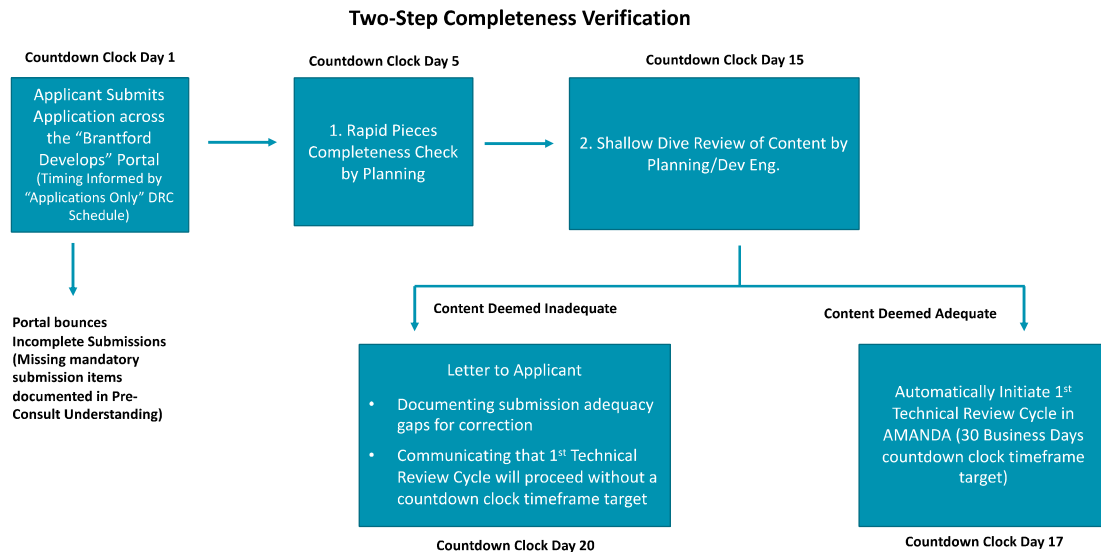 Two-Step Completeness Verification
Countdown Clock Day 1
Applicant Submits
Application across
the “Brantford
Develops” Portal
(Timing Informed by
“Applications Only” DRC
Schedule)
Countdown Clock Day 5
1. Rapid Pieces
Completeness Check
by Planning
Countdown Clock Day 15
2. Shallow Dive Review of Content by
Planning/Dev Eng.
Portal bounces
Incomplete Submissions
(Missing mandatory
submission items
documented in Pre-
Consult Understanding)
Content Deemed Inadequate
Letter to Applicant
• Documenting submission adequacy
gaps for correction
• Communicating that 1st Technical
Review Cycle will proceed without a
countdown clock timeframe target
Countdown Clock Day 20
Content Deemed Adequate
Automatically Initiate 1st
Technical Review Cycle in
AMANDA (30 Business Days
countdown clock timeframe
target)
Countdown Clock Day 17